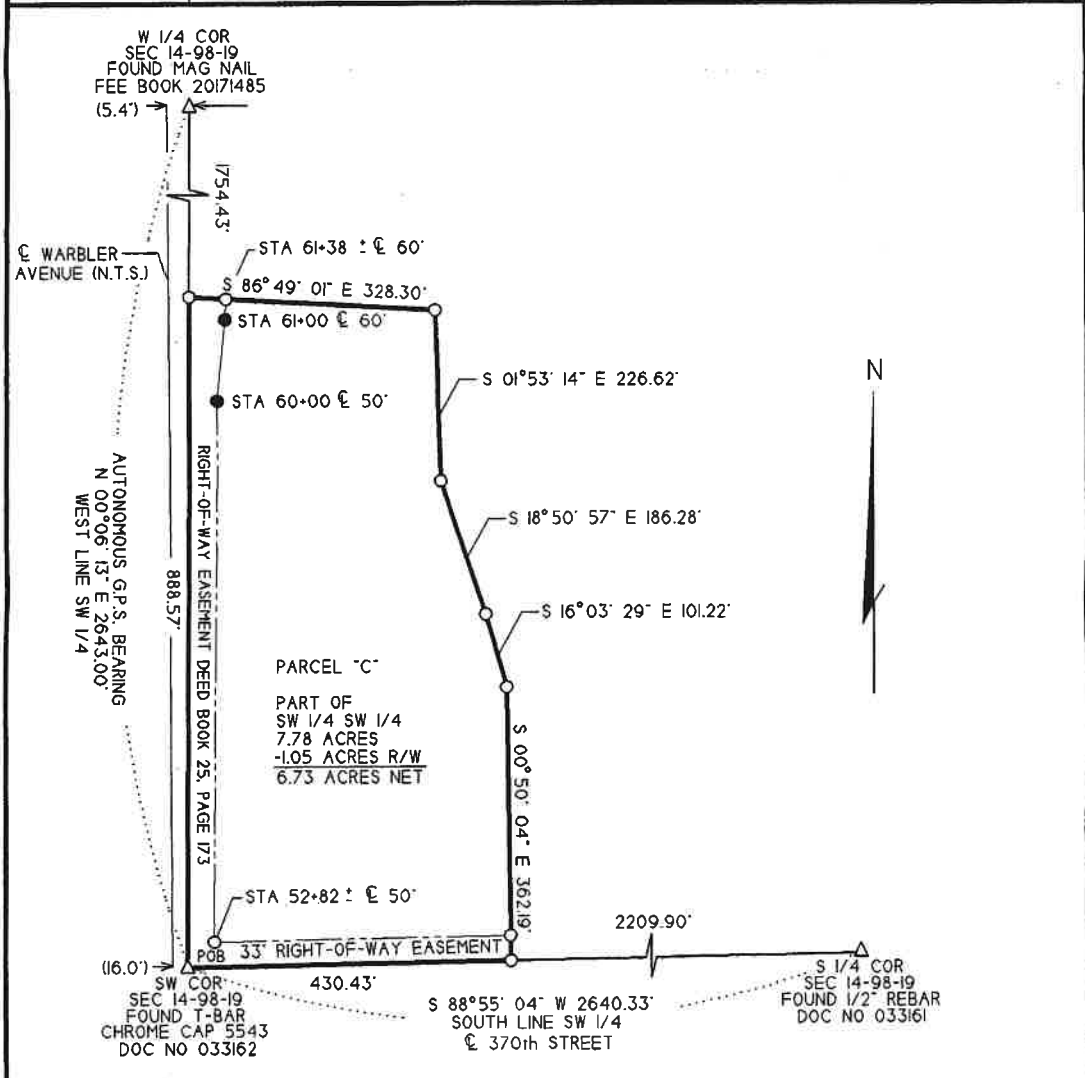 W 1/4 COR
SEC 14-98-19
FOUND MAG NAIL
FEE BOOK 20171485
(5.4')
1754.43'
℄ WARBLER
AVENUE (N.T.S.)
STA 61+38 ± ℄ 60'
S 86° 49' 01" E 328.30'
STA 61+00 ℄ 60'
S 01°53' 14" E 226.62'
N
STA 60+00 ℄ 50'
AUTONOMOUS G.P.S. BEARING
N 00°06' 13" E 2643.00'
WEST LINE SW 1/4
888.57'
RIGHT-OF-WAY EASEMENT DEED BOOK 25, PAGE 173
S 18°50' 57" E 186.28'
S 16°03' 29" E 101.22'
PARCEL "C"
PART OF
SW 1/4 SW 1/4
7.78 ACRES
-1.05 ACRES R/W
6.73 ACRES NET
S 00°50' 04" E 362.19'
STA 52+82 ± ℄ 50'
2209.90'
POB
33' RIGHT-OF-WAY EASEMENT
(16.0')
SW COR
SEC 14-98-19
FOUND T-BAR
CHROME CAP 5543
DOC NO 033162
430.43'
S 88°55' 04" W 2640.33'
SOUTH LINE SW 1/4
℄ 370th STREET
S 1/4 COR
SEC 14-98-19
FOUND 1/2" REBAR
DOC NO 033161